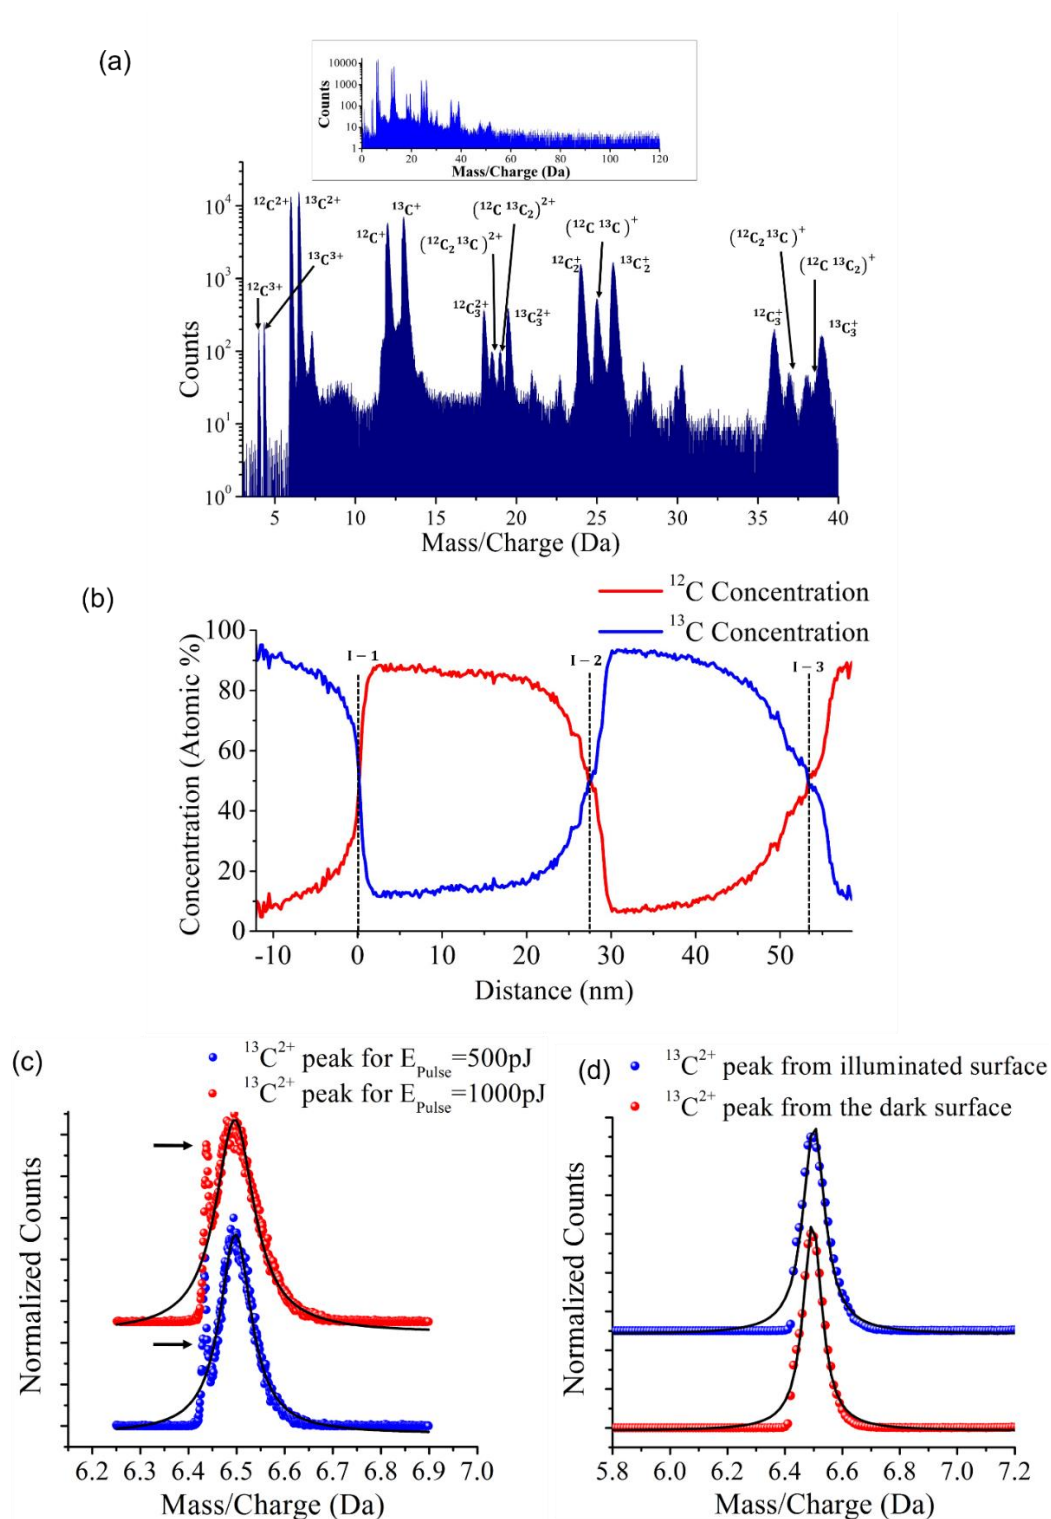 (a)
Counts
10000
1000
100
10
1
0 20 40 60 80 100 120
Mass/Charge (Da)
¹²C²⁺ ¹³C²⁺ ¹²C³⁺ ¹³C³⁺ ¹²C⁺ ¹³C⁺ (¹²C₂¹³C)²⁺ (¹²C ¹³C₂)²⁺ ¹²C₃²⁺ ¹³C₃²⁺ ¹²C₂⁺ (¹²C ¹³C)⁺ ¹³C₂⁺ (¹²C₂¹³C)⁺ (¹²C ¹³C₂)⁺ ¹²C₃⁺ ¹³C₃⁺
Counts
10⁴
10³
10²
10¹
10⁰
5 10 15 20 25 30 35 40
Mass/Charge (Da)
(b)
¹²C Concentration
¹³C Concentration
Concentration (Atomic %)
100
80
60
40
20
0
I − 1 I − 2 I − 3
-10 0 10 20 30 40 50
Distance (nm)
(c)
¹³C²⁺ peak for E_Pulse=500pJ
¹³C²⁺ peak for E_Pulse=1000pJ
Normalized Counts
6.2 6.3 6.4 6.5 6.6 6.7 6.8 6.9 7.0
Mass/Charge (Da)
(d)
¹³C²⁺ peak from illuminated surface
¹³C²⁺ peak from the dark surface
Normalized Counts
5.8 6.0 6.2 6.4 6.6 6.8 7.0 7.2
Mass/Charge (Da)